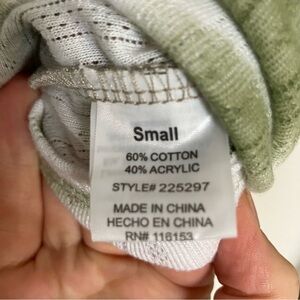 Small
60% COTTON
40% ACRYLIC
STYLE# 225297
MADE IN CHINA
HECHO EN CHINA
RN# 116153